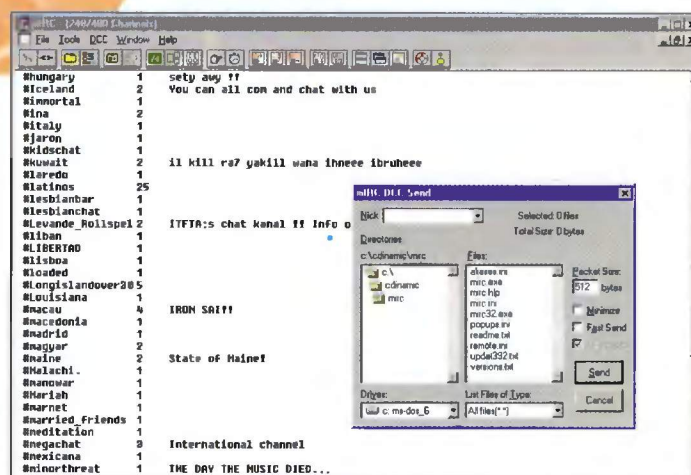 mIRC - [240/400 Channels]
File Tools DCC Window Help
#hungary 1 sety awy !!
#Iceland 2 You can all com and chat with us
#immortal 1
#ina 2
#italy 1
#jaron 1
#kidschat 1
#kuwait 2 il kill ra7 yakill wana ihneee ibruheee
#laredo 1
#latinos 25
#lesbianbar 1
#lesbianchat 1
#Levande_Rollspel 2 ITFTA:s chat kanal !! Info o
#liban 1
#LIBERTAD 1
#lisboa 1
#loaded 1
#Longislandover30 5
#Louisiana 1
#macau 4 IRON SAI!!
#macedonia 1
#madrid 1
#magyar 2
#maine 2 State of Maine!
#Malachi. 1
#manowar 1
#Mariah 1
#marnet 1
#married_friends 1
#meditation 1
#megachat 3 International channel
#mexicana 1
#minorthreat 1 THE DAY THE MUSIC DIED...
mIRC DCC Send
Nick:
Selected: 0 files
Total Size: 0 bytes
Directories:
c:\cdinamic\mirc
c:\
cdinamic
mirc
Files:
aliases.ini
mirc.exe
mirc.hlp
mirc.ini
mirc32.exe
popups.ini
readme.txt
remote.ini
updat332.txt
versions.txt
Packet Size:
512 bytes
Minimize
Fast Send
Send
Cancel
Drives:
c: ms-dos_6
List Files of Type:
All files(*.*)